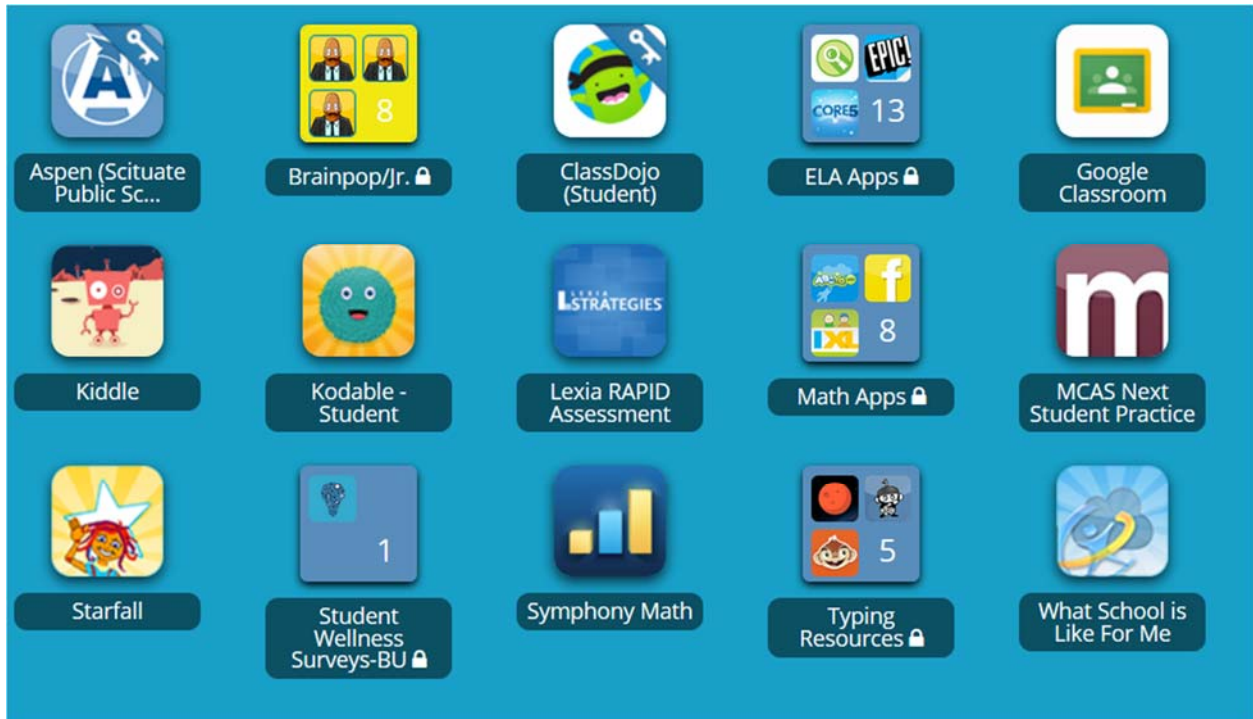 A
8
EPIC!
CORE5
13
Aspen (Scituate
Public Sc...
Brainpop/Jr.
ClassDojo
(Student)
ELA Apps
Google
Classroom
LEXIA
STRATEGIES
f
IXL
8
m
Kiddle
Kodable -
Student
Lexia RAPID
Assessment
Math Apps
MCAS Next
Student Practice
1
5
Starfall
Student
Wellness
Surveys-BU
Symphony Math
Typing
Resources
What School is
Like For Me